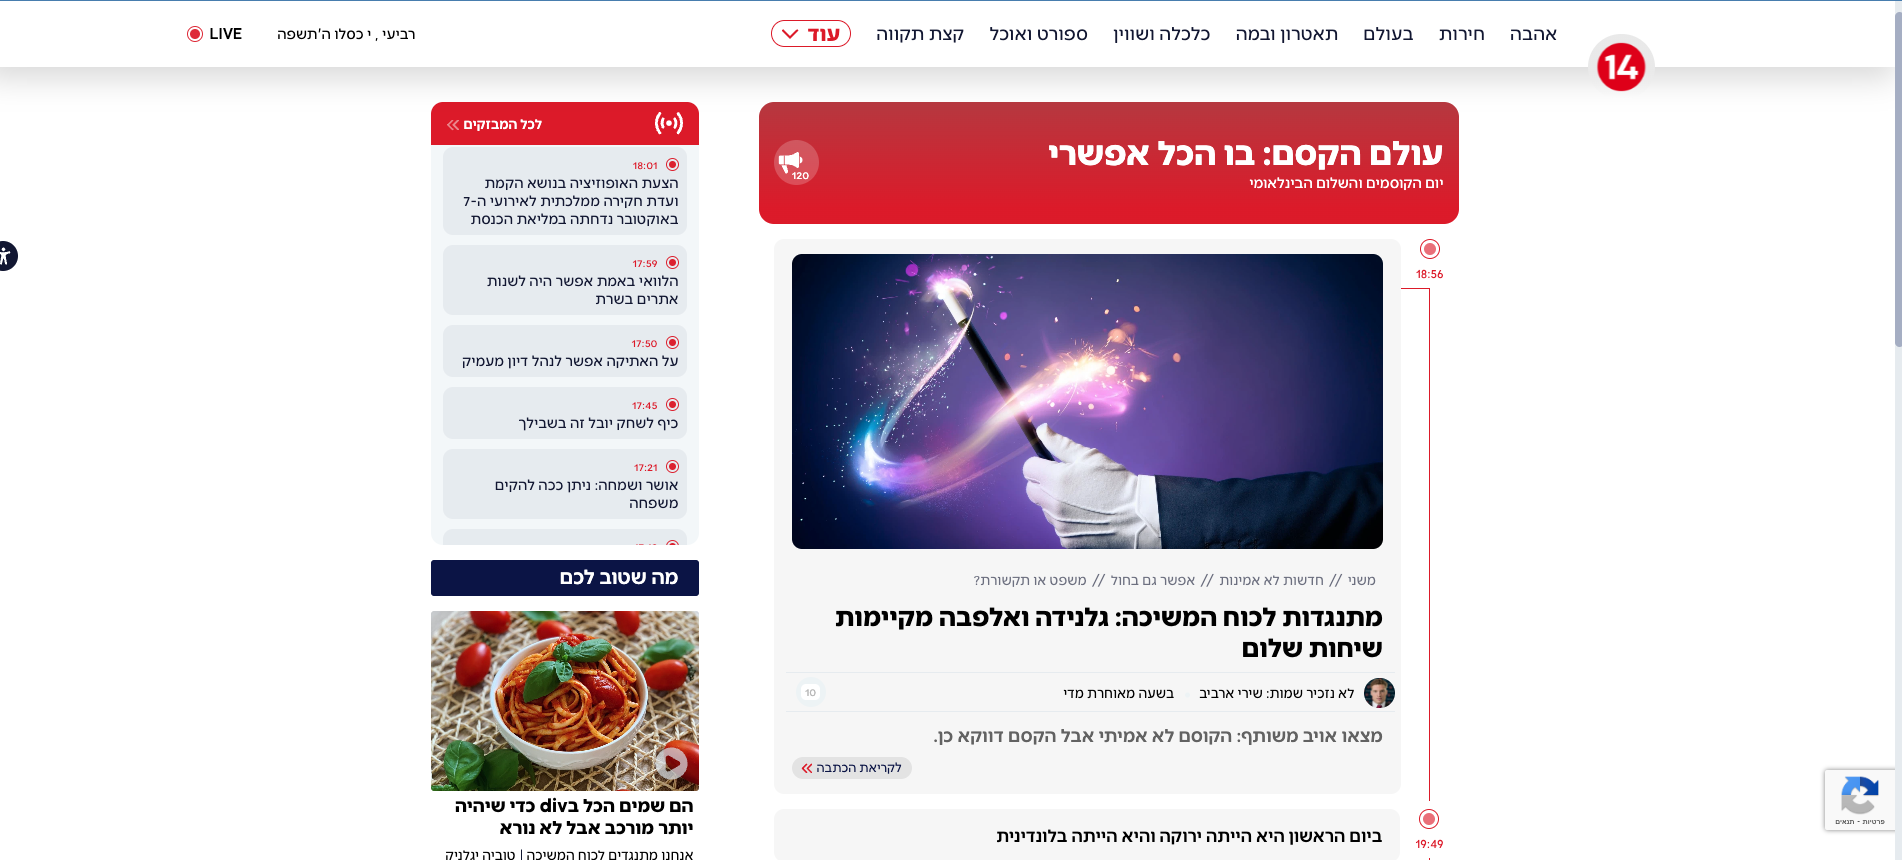 אהבה
חירות
בעולם
תאטרון ובמה
כלכלה ושווין
ספורט ואוכל
קצת תקווה
עוד
רביעי , י כסלו ה'תשפה
LIVE
14
עולם הקסם: בו הכל אפשרי
יום הקוסמים והשלום הבינלאומי
120
18:56
משני // חדשות לא אמינות // אפשר גם בחול // משפט או תקשורת?
מתנגדות לכוח המשיכה: גלנידה ואלפבה מקיימות
שיחות שלום
לא נזכיר שמות: שירי ארביב
בשעה מאוחרת מדי
10
מצאו אויב משותף: הקוסם לא אמיתי אבל הקסם דווקא כן.
לקריאת הכתבה
19:49
ביום הראשון היא הייתה ירוקה והיא הייתה בלונדינית
לכל המבזקים
18:01
הצעת האופוזיציה בנושא הקמת
ועדת חקירה ממלכתית לאירועי ה-7
באוקטובר נדחתה במליאת הכנסת
17:59
הלוואי באמת אפשר היה לשנות
אתרים בשרת
17:50
על האתיקה אפשר לנהל דיון מעמיק
17:45
כיף לשחק יובל זה בשבילך
17:21
אושר ושמחה: ניתן ככה להקים
משפחה
מה שטוב לכם
הם שמים הכל בdiv כדי שיהיה
יותר מורכב אבל לא נורא
אנחנו מתנגדים לכוח המשיכה | טוביה יגלניק
פרטיות - תנאים